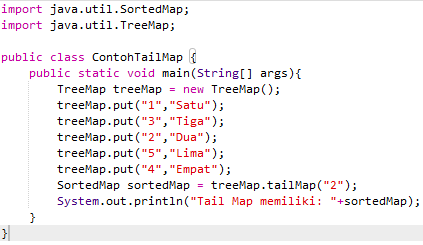 import java.util.SortedMap;
import java.util.TreeMap;
public class ContohTailMap {
public static void main(String[] args){
TreeMap treeMap = new TreeMap();
treeMap.put("1","Satu");
treeMap.put("3","Tiga");
treeMap.put("2","Dua");
treeMap.put("5","Lima");
treeMap.put("4","Empat");
SortedMap sortedMap = treeMap.tailMap("2");
System.out.println("Tail Map memiliki: "+sortedMap);
}
}